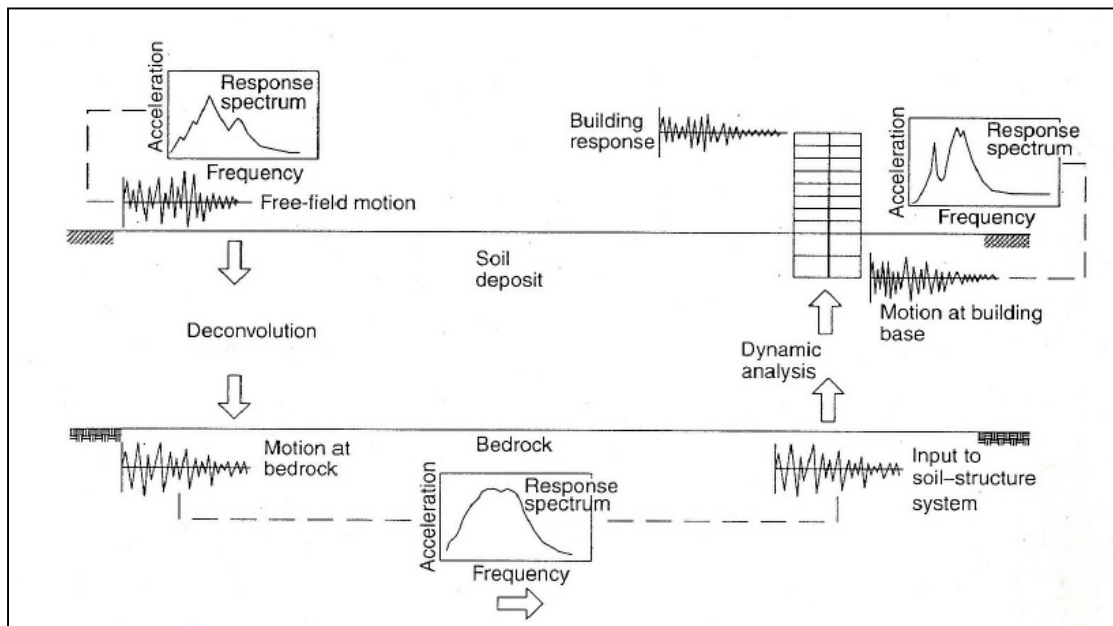 Acceleration
Response
spectrum
Frequency
Free-field motion
Building
response
Acceleration
Response
spectrum
Frequency
Soil
deposit
Motion at building
base
Deconvolution
Dynamic
analysis
Motion at
bedrock
Bedrock
Input to
soil–structure
system
Acceleration
Response
spectrum
Frequency